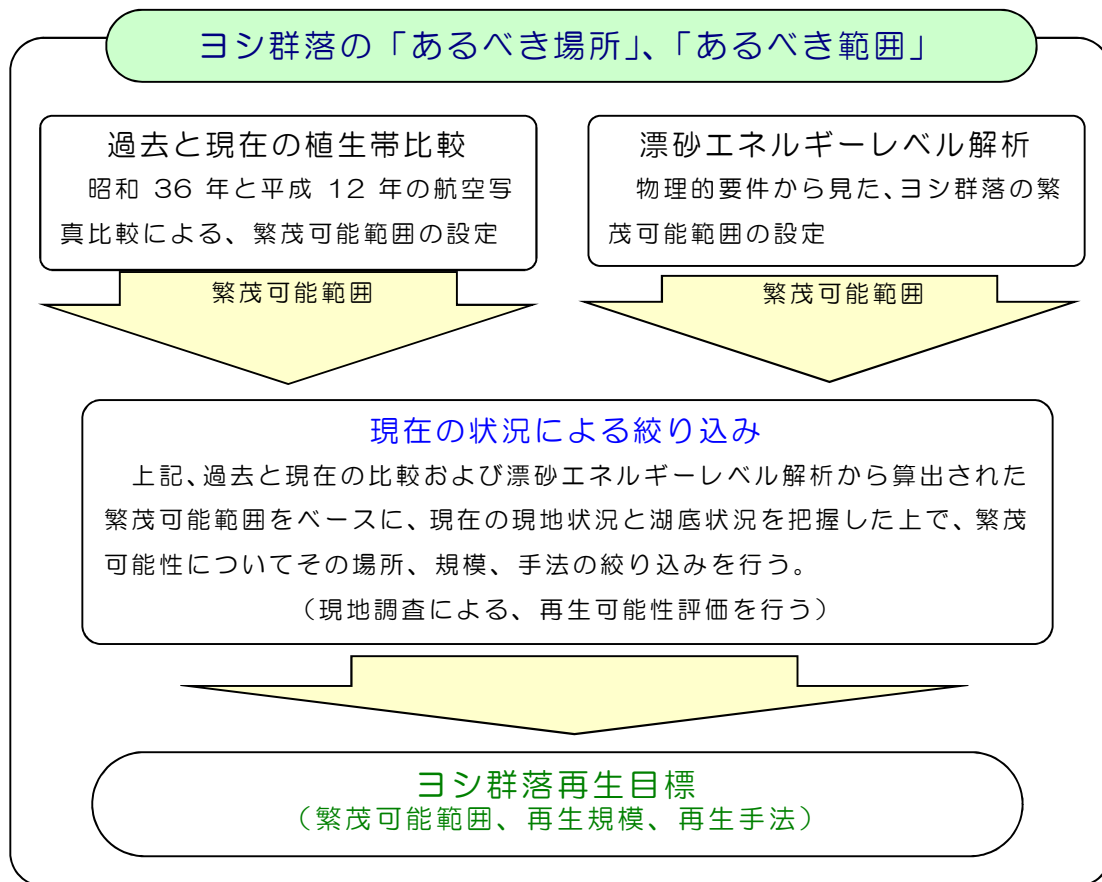 ヨシ群落の「あるべき場所」、「あるべき範囲」
過去と現在の植生帯比較
昭和 36 年と平成 12 年の航空写
真比較による、繁茂可能範囲の設定
漂砂エネルギーレベル解析
物理的要件から見た、ヨシ群落の繁
茂可能範囲の設定
繁茂可能範囲
繁茂可能範囲
現在の状況による絞り込み
上記、過去と現在の比較および漂砂エネルギーレベル解析から算出された
繁茂可能範囲をベースに、現在の現地状況と湖底状況を把握した上で、繁茂
可能性についてその場所、規模、手法の絞り込みを行う。
（現地調査による、再生可能性評価を行う）
ヨシ群落再生目標
（繁茂可能範囲、再生規模、再生手法）